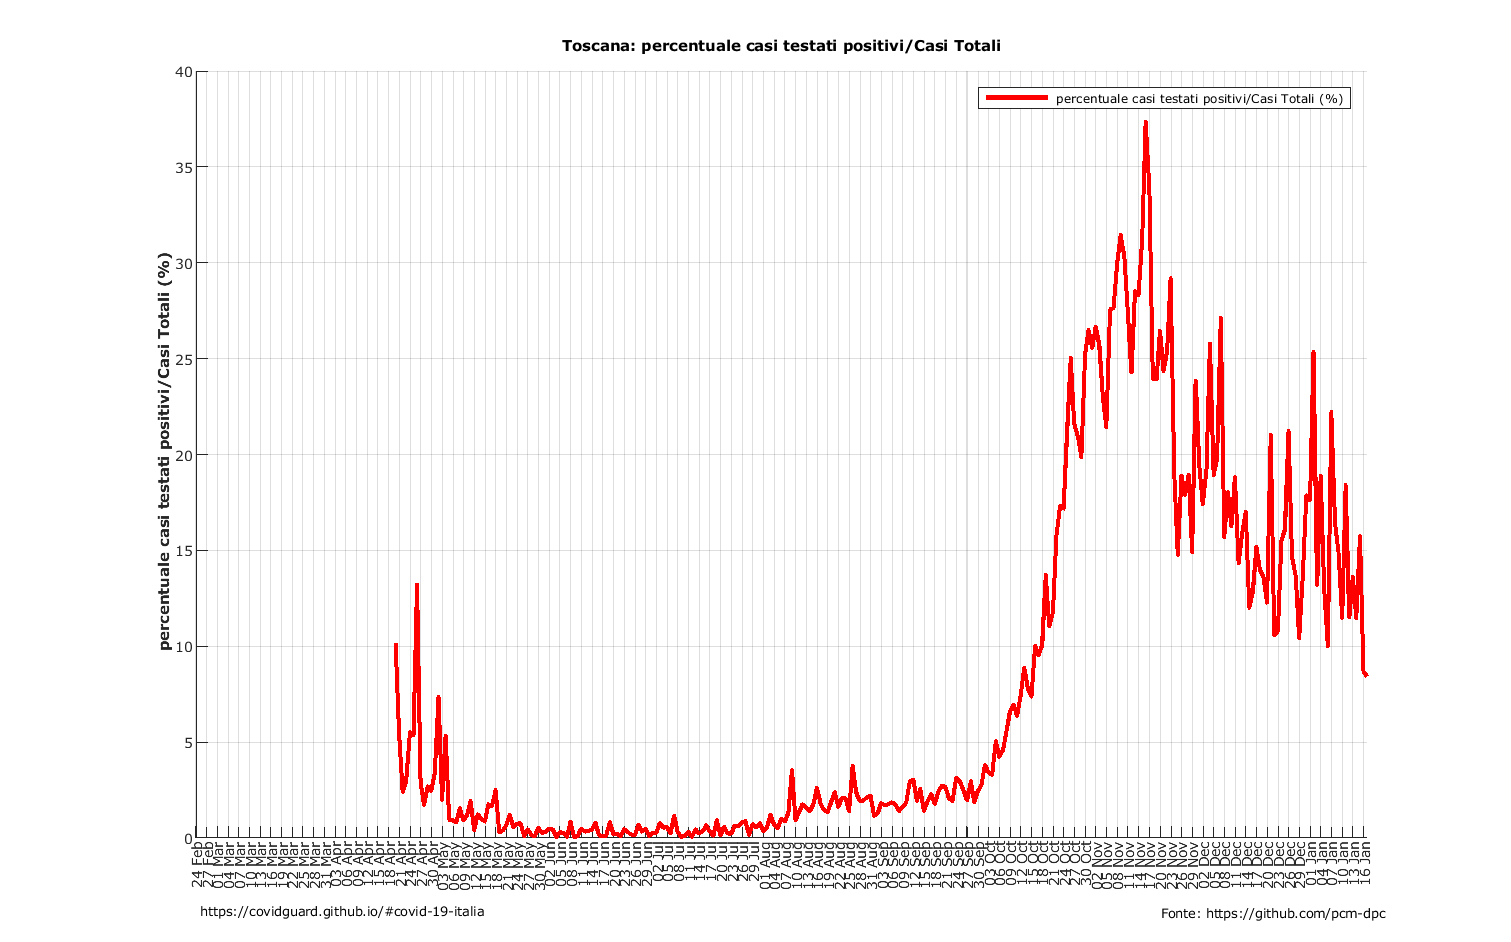 Toscana: percentuale casi testati positivi/Casi Totali
percentuale casi testati positivi/Casi Totali (%)
percentuale casi testati positivi/Casi Totali (%)
40
35
30
25
20
15
10
5
0
24 Feb
27 Feb
01 Mar
04 Mar
07 Mar
10 Mar
13 Mar
16 Mar
19 Mar
22 Mar
25 Mar
28 Mar
31 Mar
03 Apr
06 Apr
09 Apr
12 Apr
15 Apr
18 Apr
21 Apr
24 Apr
27 Apr
30 Apr
03 May
06 May
09 May
12 May
15 May
18 May
21 May
24 May
27 May
30 May
02 Jun
05 Jun
08 Jun
11 Jun
14 Jun
17 Jun
20 Jun
23 Jun
26 Jun
29 Jun
02 Jul
05 Jul
08 Jul
11 Jul
14 Jul
17 Jul
20 Jul
23 Jul
26 Jul
29 Jul
01 Aug
04 Aug
07 Aug
10 Aug
13 Aug
16 Aug
19 Aug
22 Aug
25 Aug
28 Aug
31 Aug
03 Sep
06 Sep
09 Sep
12 Sep
15 Sep
18 Sep
21 Sep
24 Sep
27 Sep
30 Sep
03 Oct
06 Oct
09 Oct
12 Oct
15 Oct
18 Oct
21 Oct
24 Oct
27 Oct
30 Oct
02 Nov
05 Nov
08 Nov
11 Nov
14 Nov
17 Nov
20 Nov
23 Nov
26 Nov
29 Nov
02 Dec
05 Dec
08 Dec
11 Dec
14 Dec
17 Dec
20 Dec
23 Dec
26 Dec
29 Dec
01 Jan
04 Jan
07 Jan
10 Jan
13 Jan
16 Jan
https://covidguard.github.io/#covid-19-italia
Fonte: https://github.com/pcm-dpc